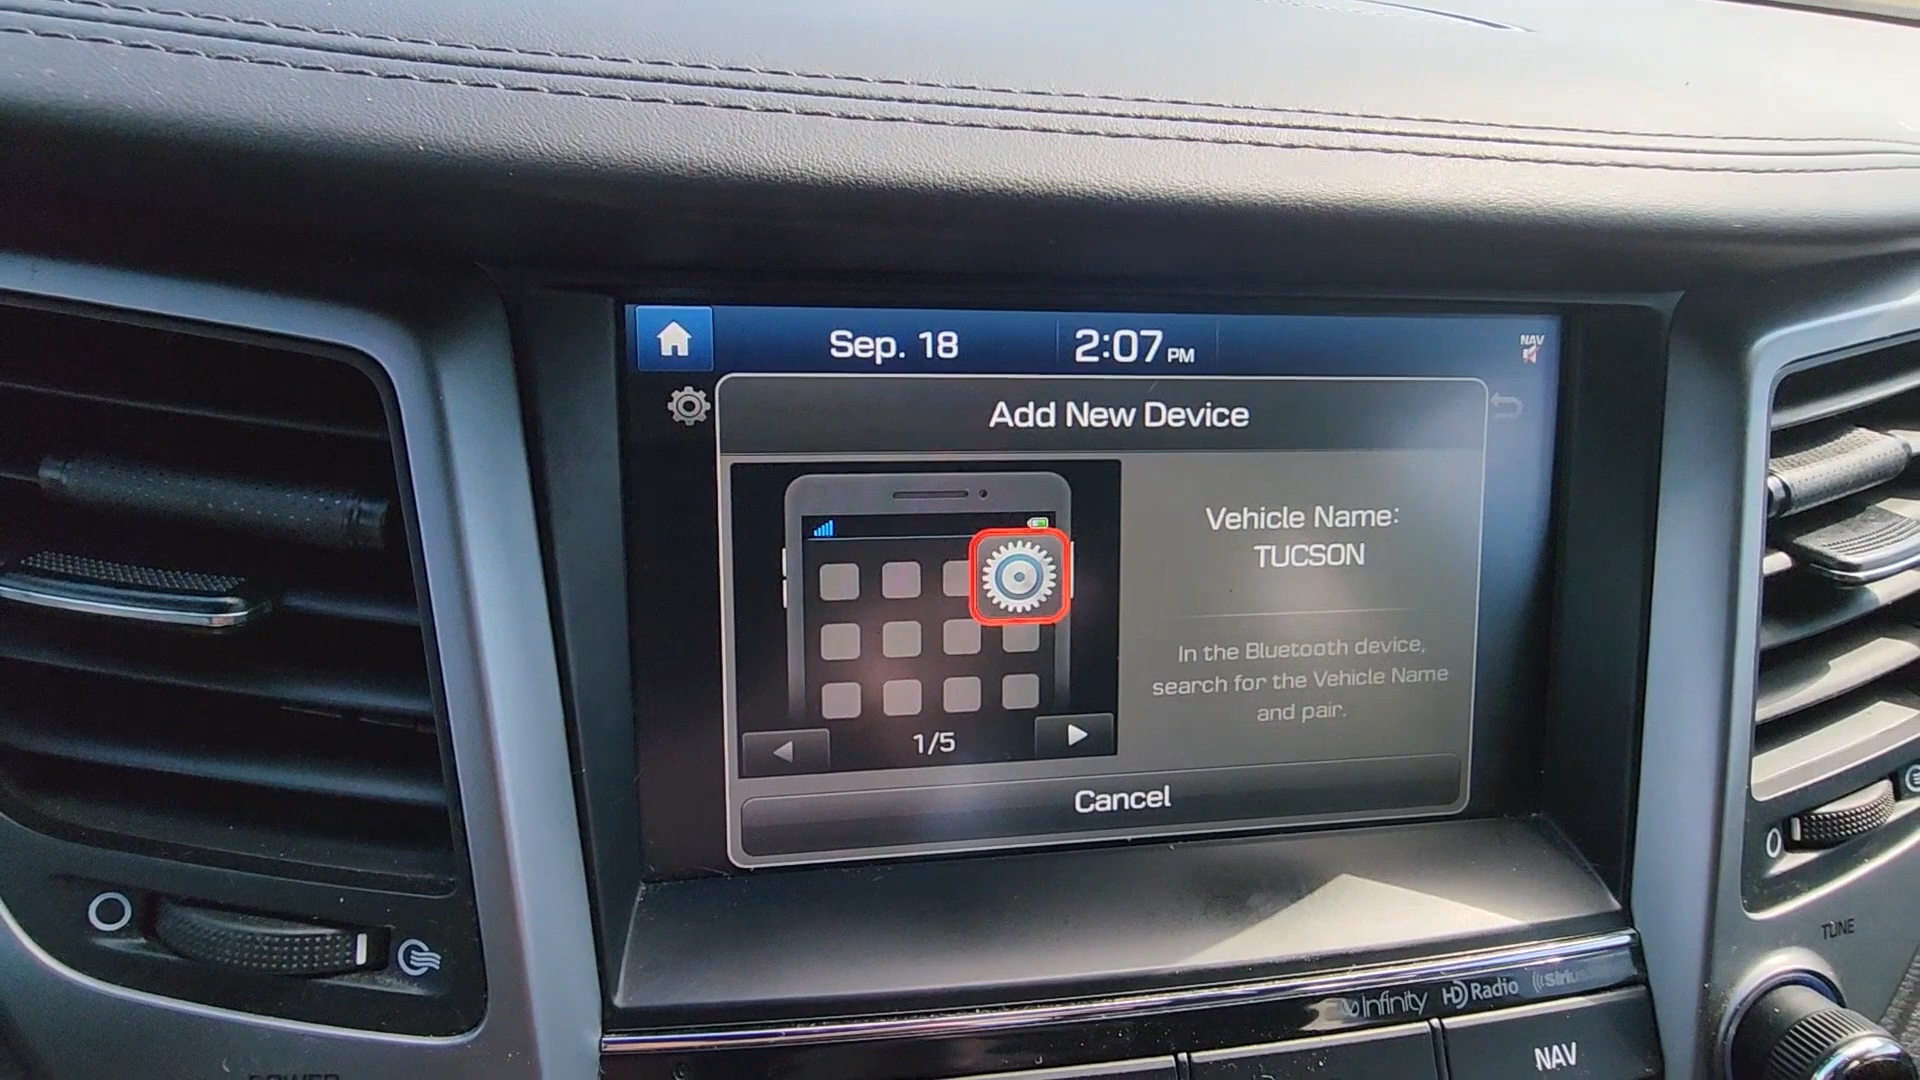 Sep. 18
2:07 PM
NAV
Add New Device
Vehicle Name:
TUCSON
In the Bluetooth device,
search for the Vehicle Name
and pair.
1/5
Cancel
TUNE
infinity
HD Radio
NAV
POWER